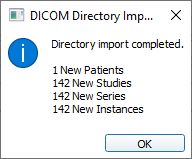 DICOM Directory Imp...
Directory import completed.
1 New Patients
142 New Studies
142 New Series
142 New Instances
OK